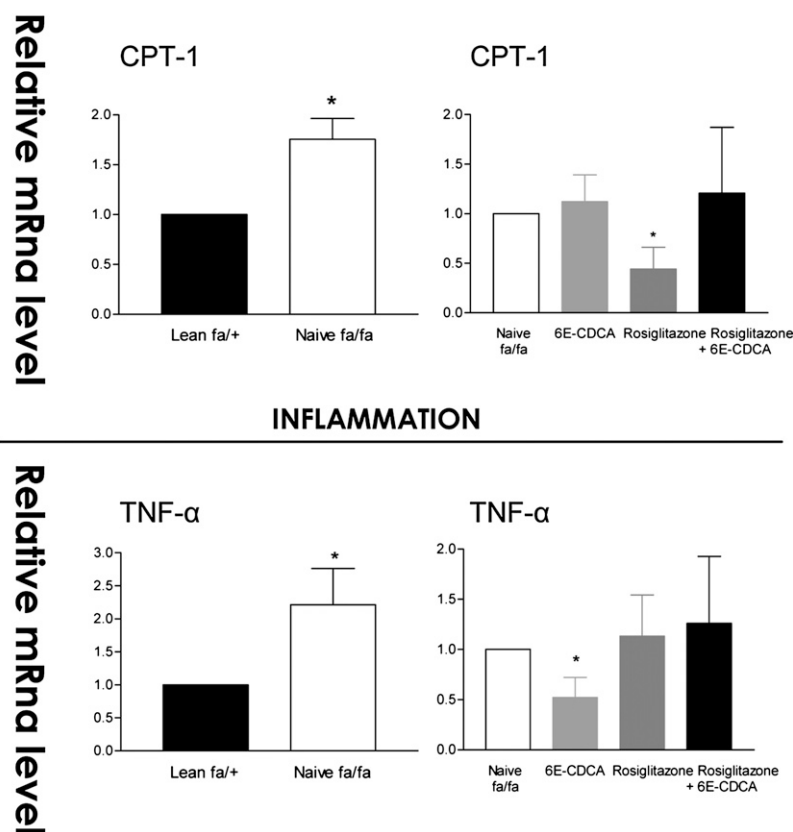 Relative mRna level
CPT-1
*
2.0
1.5
1.0
0.5
0.0
Lean fa/+ Naive fa/fa
CPT-1
2.0
1.5
1.0
0.5
0.0
*
Naive
fa/fa
6E-CDCA
Rosiglitazone
Rosiglitazone
+ 6E-CDCA
INFLAMMATION
Relative mRna level
TNF-α
*
3.0
2.5
2.0
1.5
1.0
0.5
0.0
Lean fa/+ Naive fa/fa
TNF-α
2.0
1.5
1.0
0.5
0.0
*
Naive
fa/fa
6E-CDCA
Rosiglitazone
Rosiglitazone
+ 6E-CDCA